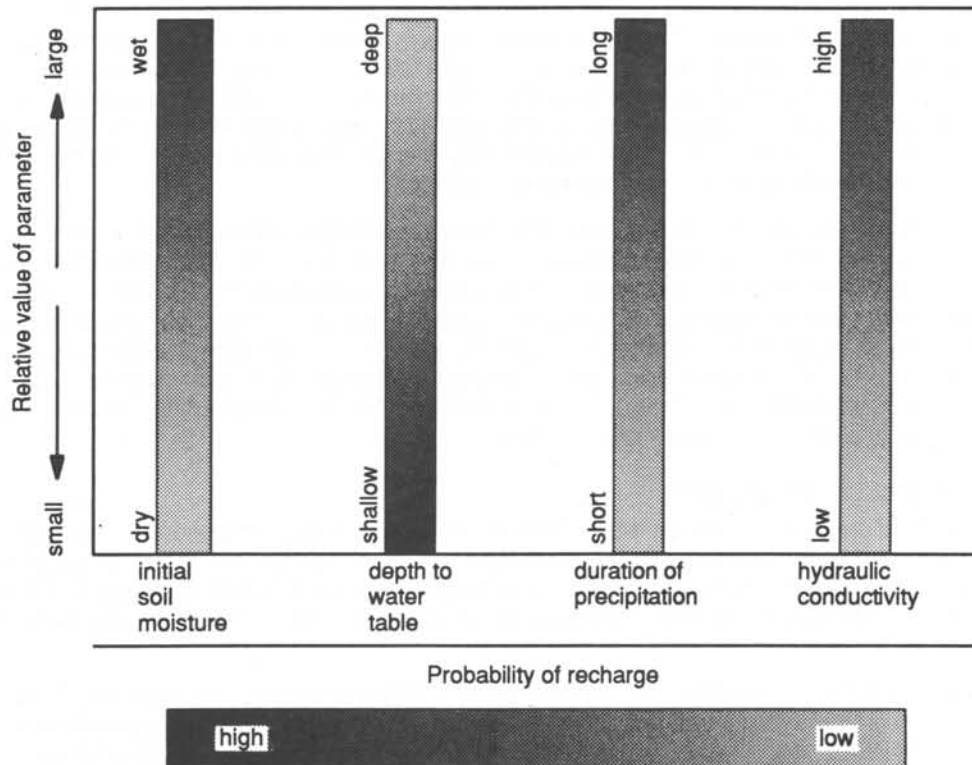 Relative value of parameter
large
small
wet
dry
deep
shallow
long
short
high
low
initial
soil
moisture
depth to
water
table
duration of
precipitation
hydraulic
conductivity
Probability of recharge
high
low